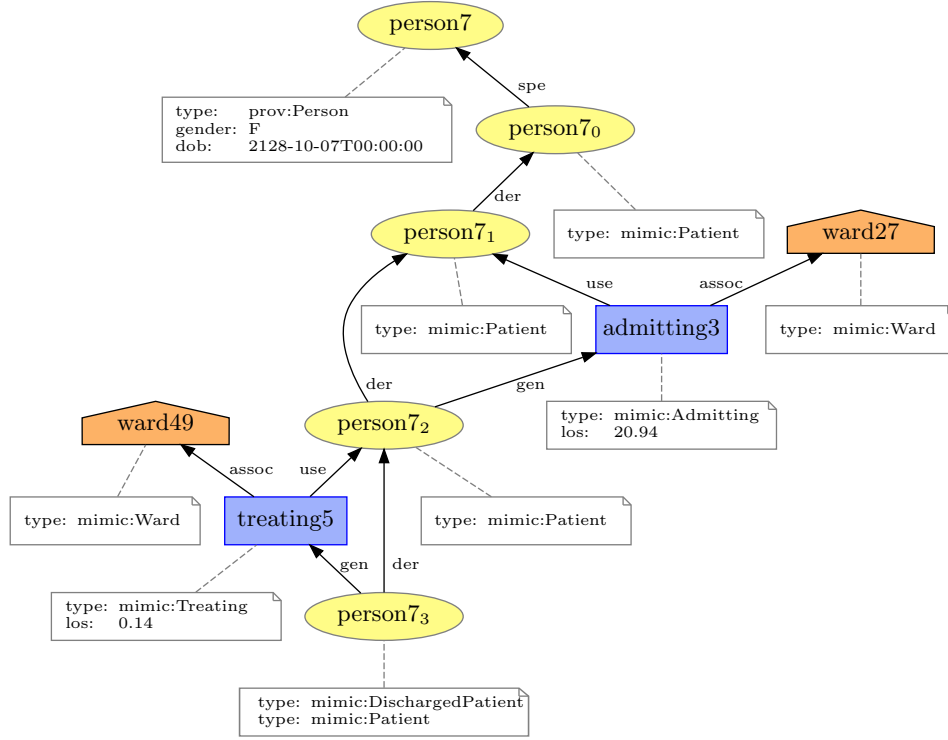 person7
spe
type: prov:Person
gender: F
dob: 2128-10-07T00:00:00
person7₀
der
person7₁
type: mimic:Patient
ward27
use
assoc
type: mimic:Patient
admitting3
type: mimic:Ward
der
gen
type: mimic:Admitting
los: 20.94
ward49
person7₂
assoc
use
type: mimic:Ward
treating5
type: mimic:Patient
gen
der
type: mimic:Treating
los: 0.14
person7₃
type: mimic:DischargedPatient
type: mimic:Patient